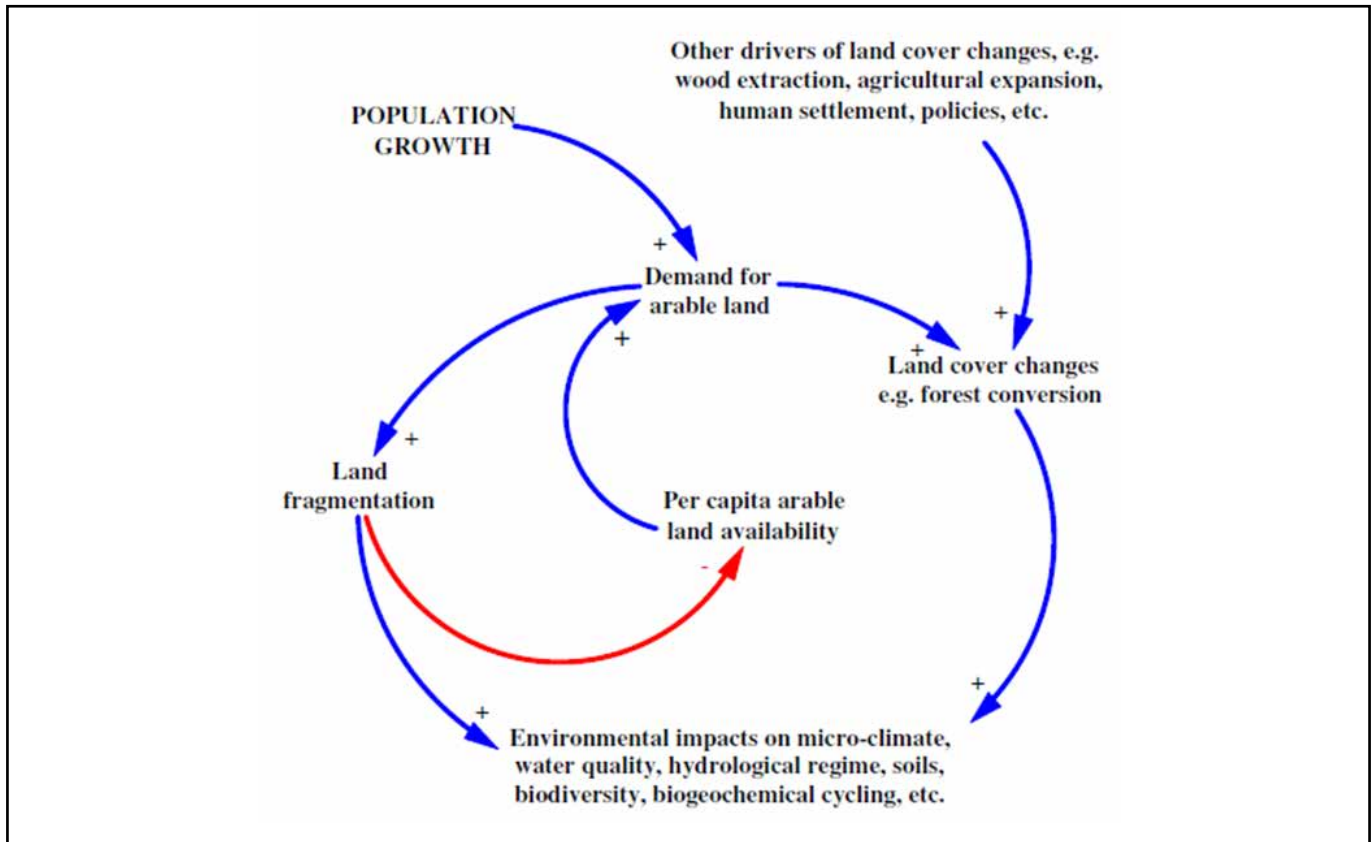 Other drivers of land cover changes, e.g.
wood extraction, agricultural expansion,
human settlement, policies, etc.
POPULATION
GROWTH
+
Demand for
arable land
+
+
+
Land cover changes
e.g. forest conversion
+
Land
fragmentation
Per capita arable
land availability
-
+
+
Environmental impacts on micro-climate,
water quality, hydrological regime, soils,
biodiversity, biogeochemical cycling, etc.